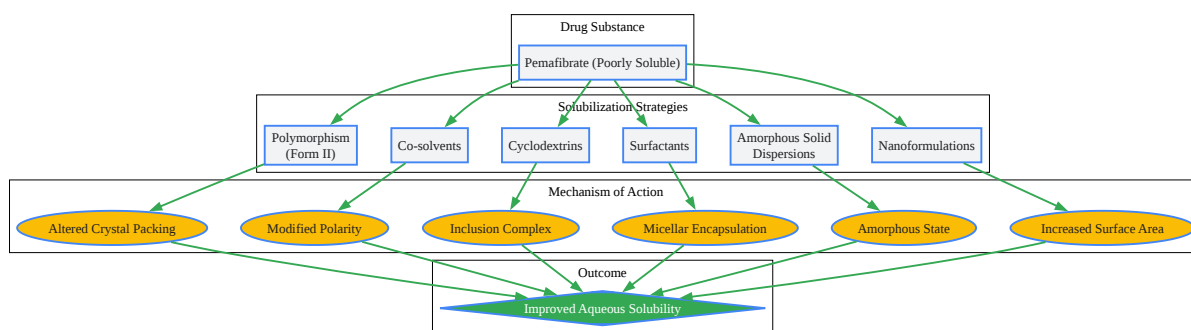 Drug Substance
Pemafibrate (Poorly Soluble)
Solubilization Strategies
Polymorphism
(Form II)
Co-solvents
Cyclodextrins
Surfactants
Amorphous Solid
Dispersions
Nanoformulations
Mechanism of Action
Altered Crystal Packing
Modified Polarity
Inclusion Complex
Micellar Encapsulation
Amorphous State
Increased Surface Area
Outcome
Improved Aqueous Solubility